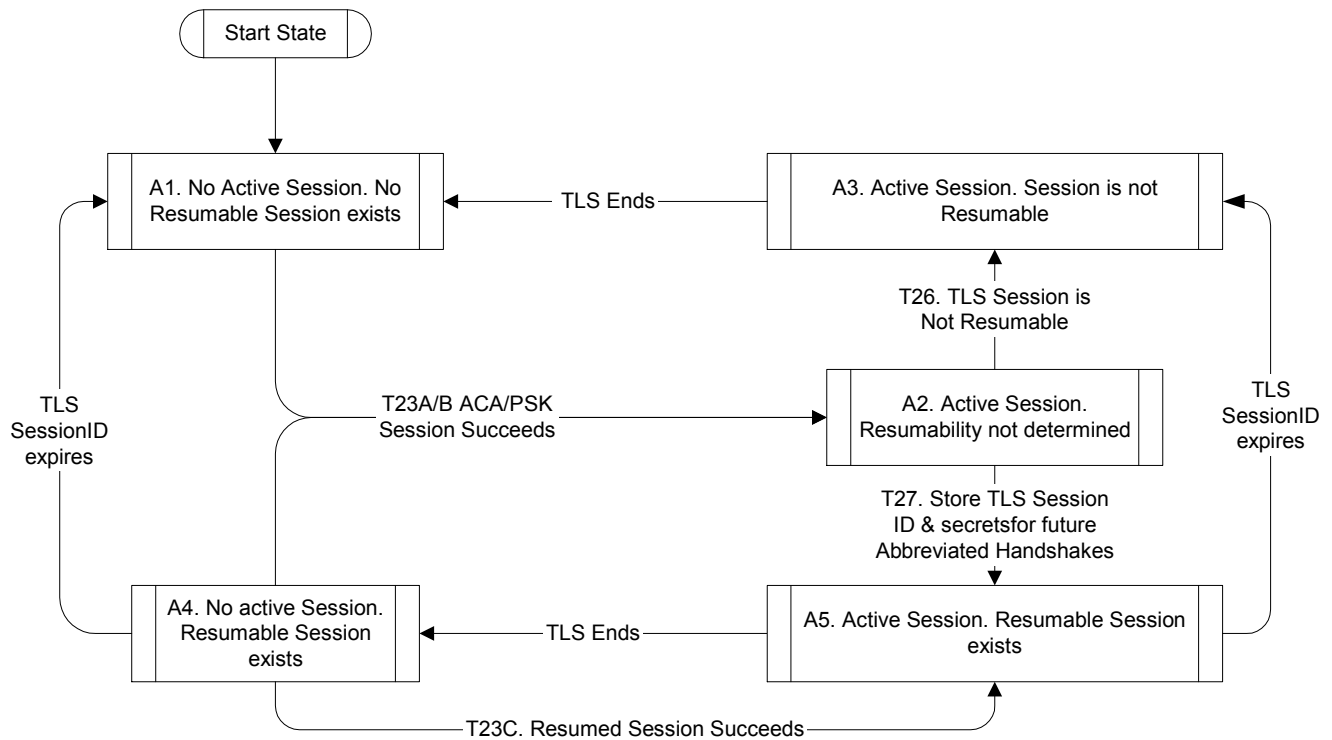 Start State
A1. No Active Session. No
Resumable Session exists
TLS Ends
A3. Active Session. Session is not
Resumable
T26. TLS Session is
Not Resumable
TLS
SessionID
expires
T23A/B ACA/PSK
Session Succeeds
A2. Active Session.
Resumability not determined
TLS
SessionID
expires
T27. Store TLS Session
ID & secretsfor future
Abbreviated Handshakes
A4. No active Session.
Resumable Session
exists
TLS Ends
A5. Active Session. Resumable Session
exists
T23C. Resumed Session Succeeds